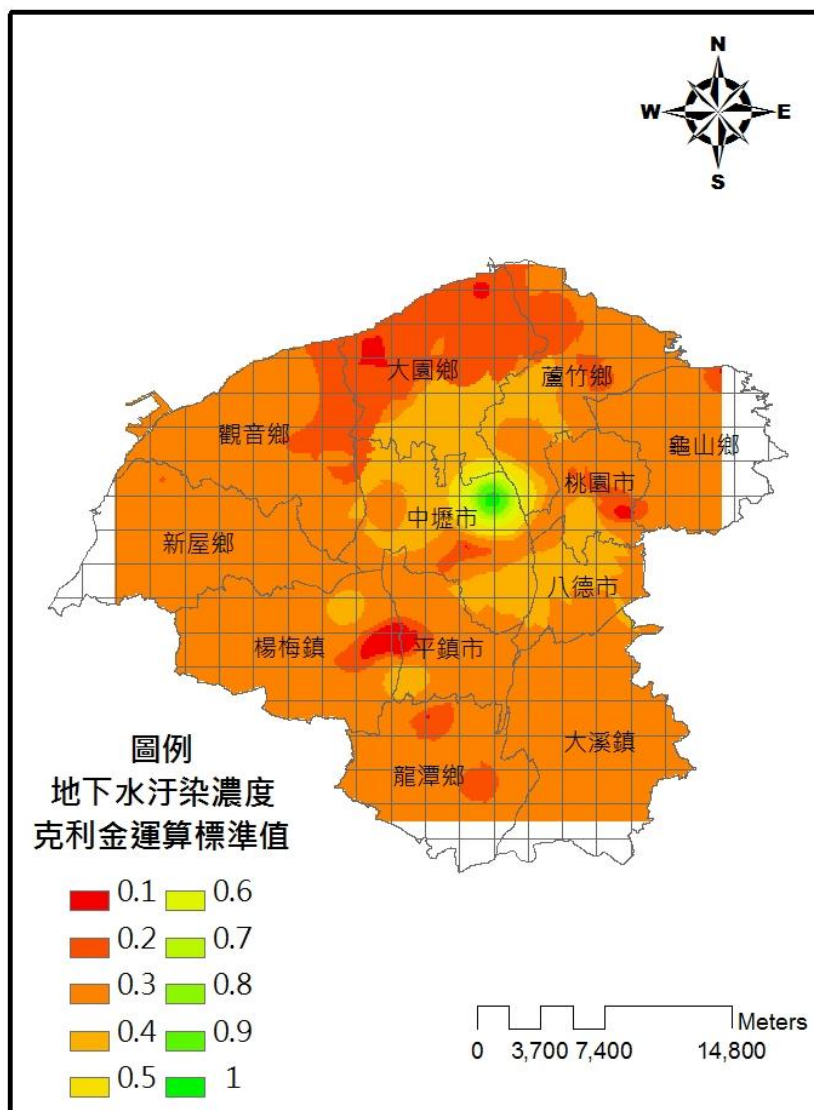 N
W E
S
大園鄉
蘆竹鄉
觀音鄉
龜山鄉
桃園市
中壢市
新屋鄉
八德市
楊梅鎮 平鎮市
大溪鎮
龍潭鄉
圖例
地下水汙染濃度
克利金運算標準值
0.1 0.6
0.2 0.7
0.3 0.8
0.4 0.9
0.5 1
Meters
0 3,700 7,400 14,800